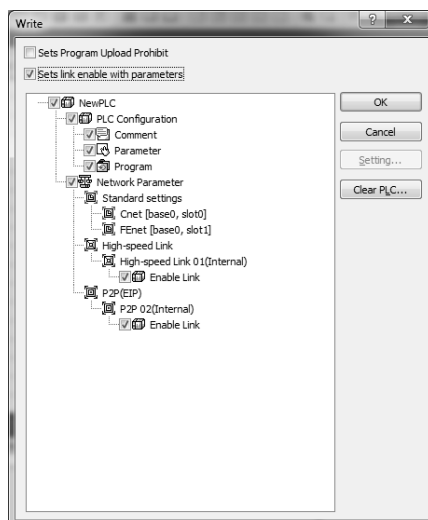 Write
Sets Program Upload Prohibit
Sets link enable with parameters
NewPLC
PLC Configuration
Comment
Parameter
Program
Network Parameter
Standard settings
Cnet [base0, slot0]
FEnet [base0, slot1]
High-speed Link
High-speed Link 01(Internal)
Enable Link
P2P(EIP)
P2P 02(Internal)
Enable Link
OK
Cancel
Setting...
Clear PLC...